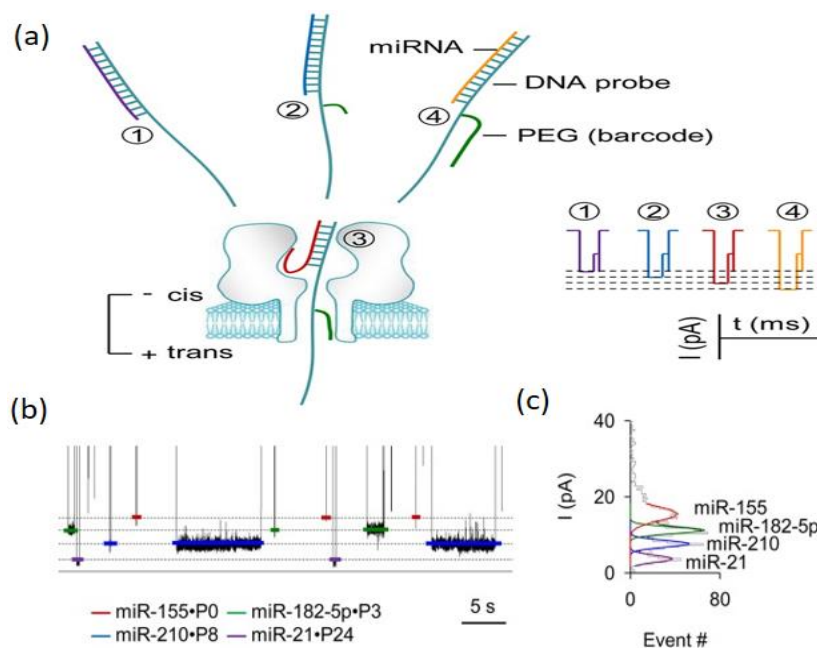 (a)
miRNA
DNA probe
PEG (barcode)
①
②
④
③
① ② ③ ④
- cis
+ trans
I (pA)
t (ms)
(b)
miR-155•P0 miR-182-5p•P3
miR-210•P8 miR-21•P24
5 s
(c)
40
20
0
I (pA)
miR-155
miR-182-5p
miR-210
miR-21
0 80
Event #